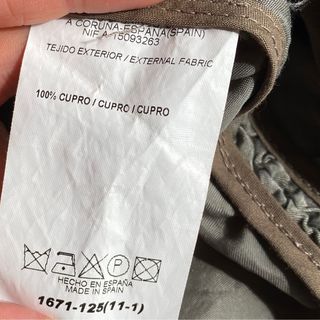 A CORUÑA-ESPAÑA(SPAIN)
NIF A 15093263
TEJIDO EXTERIOR / EXTERNAL FABRIC
100% CUPRO / CUPRO / CUPRO
P
HECHO EN ESPAÑA
MADE IN SPAIN
1671-125(11-1)